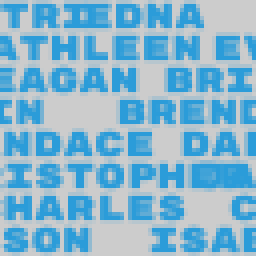 TRIEDNA
ATHLEEN EV
EAGAN BRI
IN BREND
NDACE DA
ISTOPH
HARLES C
SON ISAB